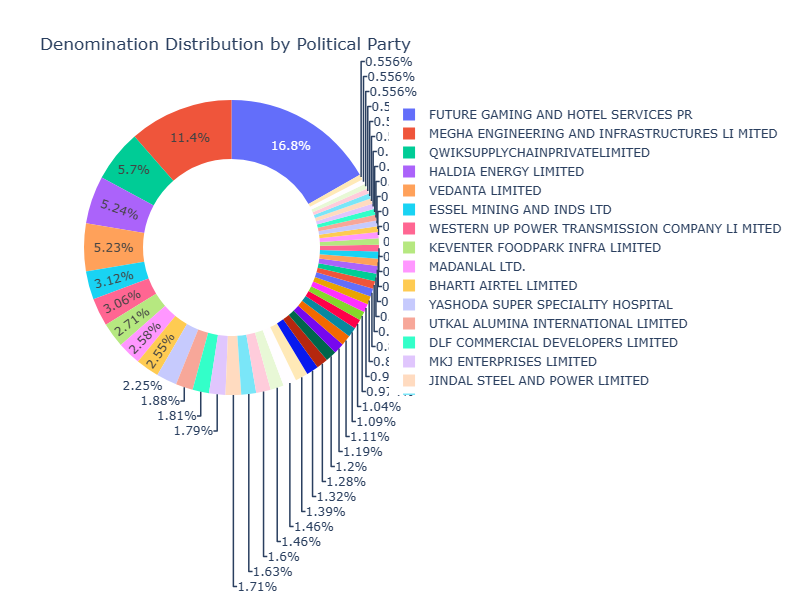 Denomination Distribution by Political Party
16.8%
11.4%
5.7%
5.24%
5.23%
3.12%
3.06%
2.71%
2.58%
2.55%
2.25%
1.88%
1.81%
1.79%
1.71%
1.63%
1.6%
1.46%
1.46%
1.39%
1.32%
1.28%
1.2%
1.19%
1.11%
1.09%
1.04%
0.556%
0.556%
0.556%
FUTURE GAMING AND HOTEL SERVICES PR
MEGHA ENGINEERING AND INFRASTRUCTURES LI MITED
QWIKSUPPLYCHAINPRIVATELIMITED
HALDIA ENERGY LIMITED
VEDANTA LIMITED
ESSEL MINING AND INDS LTD
WESTERN UP POWER TRANSMISSION COMPANY LI MITED
KEVENTER FOODPARK INFRA LIMITED
MADANLAL LTD.
BHARTI AIRTEL LIMITED
YASHODA SUPER SPECIALITY HOSPITAL
UTKAL ALUMINA INTERNATIONAL LIMITED
DLF COMMERCIAL DEVELOPERS LIMITED
MKJ ENTERPRISES LIMITED
JINDAL STEEL AND POWER LIMITED